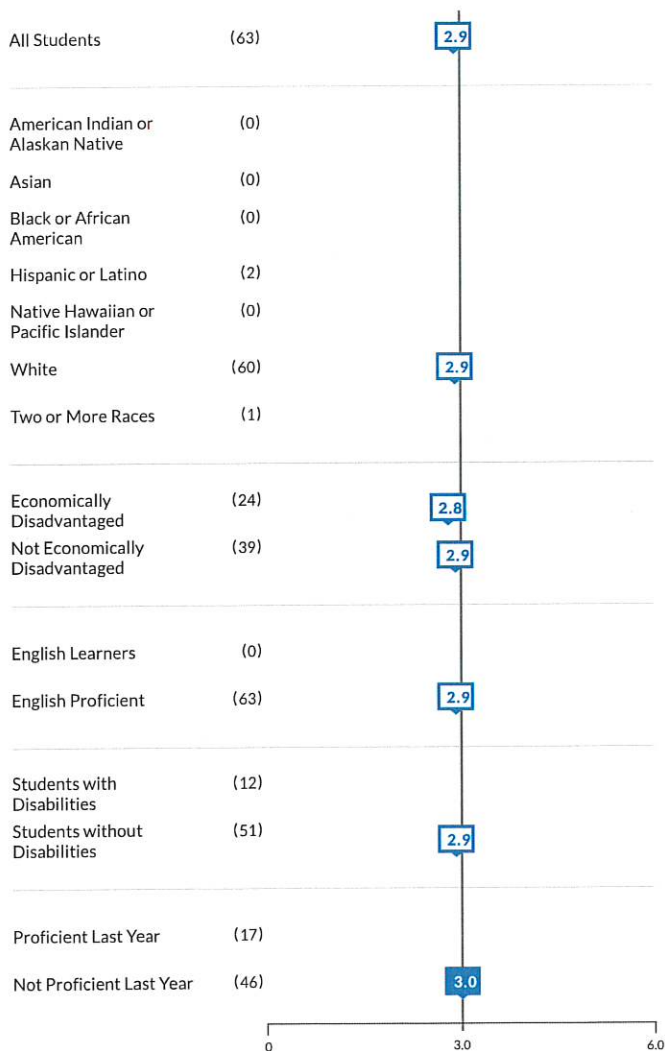 All Students (63) 2.9
American Indian or (0)
Alaskan Native
Asian (0)
Black or African (0)
American
Hispanic or Latino (2)
Native Hawaiian or (0)
Pacific Islander
White (60) 2.9
Two or More Races (1)
Economically (24) 2.8
Disadvantaged
Not Economically (39) 2.9
Disadvantaged
English Learners (0)
English Proficient (63) 2.9
Students with (12)
Disabilities
Students without (51) 2.9
Disabilities
Proficient Last Year (17)
Not Proficient Last Year (46) 3.0
0 3.0 6.0